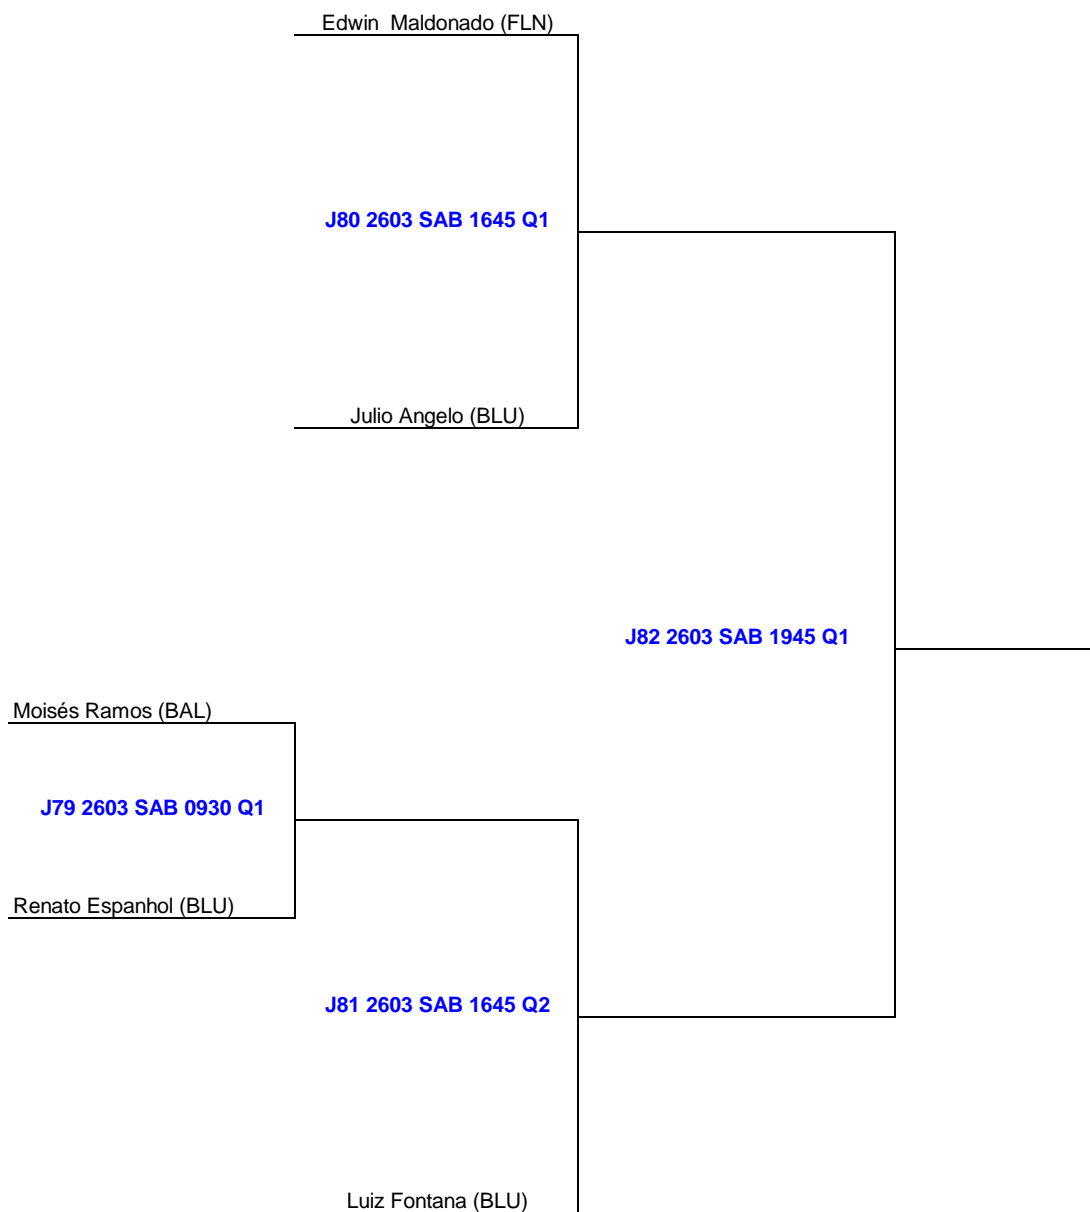 Edwin  Maldonado (FLN)
J80 2603 SAB 1645 Q1
Julio Angelo (BLU)
J82 2603 SAB 1945 Q1
Moisés Ramos (BAL)
J79 2603 SAB 0930 Q1
Renato Espanhol (BLU)
J81 2603 SAB 1645 Q2
Luiz Fontana (BLU)